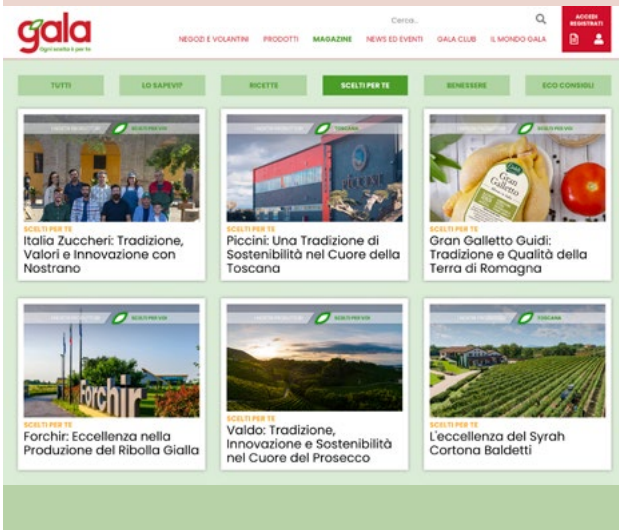 gala
Ogni scelta è per te
Cerca...
ACCEDI
REGISTRATI
NEGOZI E VOLANTINI PRODOTTI MAGAZINE NEWS ED EVENTI GALA CLUB IL MONDO GALA
TUTTI LO SAPEVI? RICETTE SCELTI PER TE BENESSERE ECO CONSIGLI
SCELTI PER VOI
TOSCANA
SCELTI PER VOI
Gran
Galletto
SCELTI PER TE
Italia Zuccheri: Tradizione,
Valori e Innovazione con
Nostrano
SCELTI PER TE
Piccini: Una Tradizione di
Sostenibilità nel Cuore della
Toscana
SCELTI PER TE
Gran Galletto Guidi:
Tradizione e Qualità della
Terra di Romagna
SCELTI PER VOI
SCELTI PER VOI
TOSCANA
Forchir
SCELTI PER TE
Forchir: Eccellenza nella
Produzione del Ribolla Gialla
SCELTI PER TE
Valdo: Tradizione,
Innovazione e Sostenibilità
nel Cuore del Prosecco
SCELTI PER TE
L'eccellenza del Syrah
Cortona Baldetti